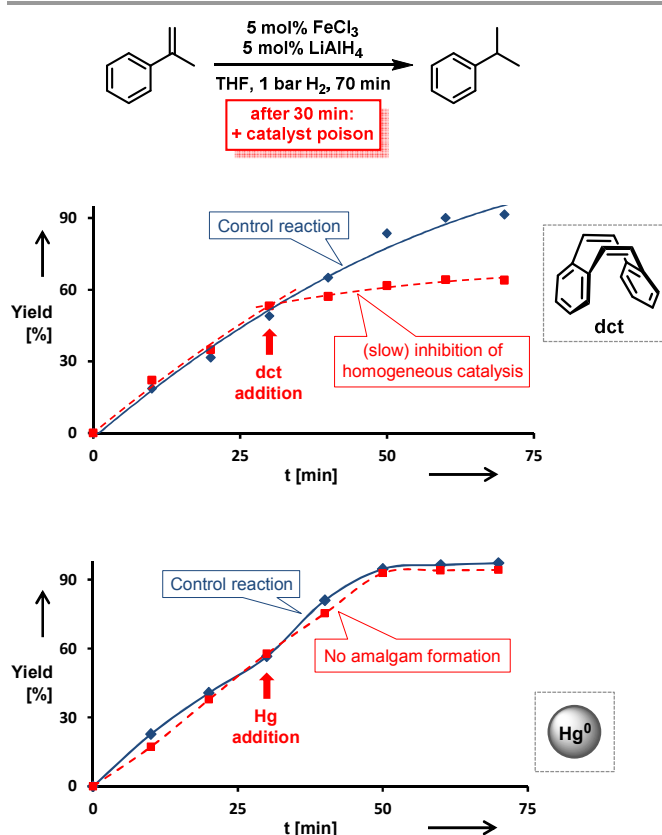 5 mol% FeCl3
5 mol% LiAlH4
THF, 1 bar H2, 70 min
after 30 min:
+ catalyst poison
90
60
30
0
Yield
[%]
Control reaction
dct
addition
(slow) inhibition of
homogeneous catalysis
0
25
50
75
t [min]
dct
90
60
30
0
Yield
[%]
Control reaction
No amalgam formation
Hg
addition
0
25
50
75
t [min]
Hg0